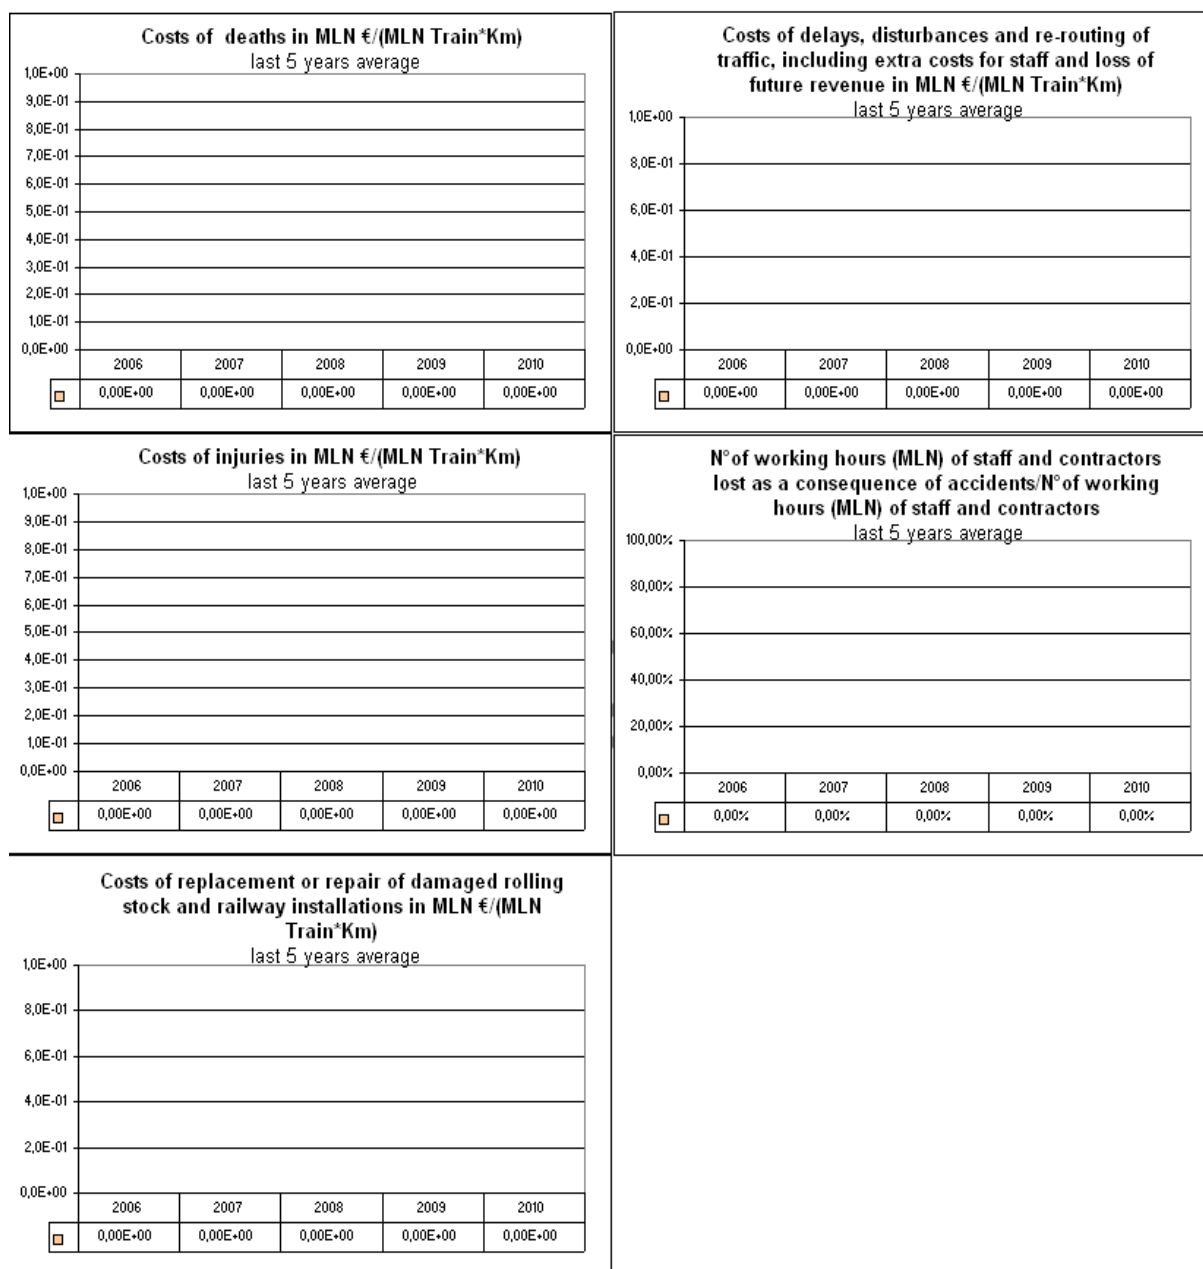 Costs of deaths in MLN €/(MLN Train*Km)
last 5 years average
1,0E+00
9,0E-01
8,0E-01
7,0E-01
6,0E-01
5,0E-01
4,0E-01
3,0E-01
2,0E-01
1,0E-01
0,0E+00
2006 2007 2008 2009 2010
0,00E+00 0,00E+00 0,00E+00 0,00E+00 0,00E+00
Costs of delays, disturbances and re-routing of
traffic, including extra costs for staff and loss of
future revenue in MLN €/(MLN Train*Km)
last 5 years average
1,0E+00
8,0E-01
6,0E-01
4,0E-01
2,0E-01
0,0E+00
2006 2007 2008 2009 2010
0,00E+00 0,00E+00 0,00E+00 0,00E+00 0,00E+00
Costs of injuries in MLN €/(MLN Train*Km)
last 5 years average
1,0E+00
9,0E-01
8,0E-01
7,0E-01
6,0E-01
5,0E-01
4,0E-01
3,0E-01
2,0E-01
1,0E-01
0,0E+00
2006 2007 2008 2009 2010
0,00E+00 0,00E+00 0,00E+00 0,00E+00 0,00E+00
N°of working hours (MLN) of staff and contractors
lost as a consequence of accidents/N°of working
hours (MLN) of staff and contractors
last 5 years average
100,00%
80,00%
60,00%
40,00%
20,00%
0,00%
2006 2007 2008 2009 2010
0,00% 0,00% 0,00% 0,00% 0,00%
Costs of replacement or repair of damaged rolling
stock and railway installations in MLN €/(MLN
Train*Km)
last 5 years average
1,0E+00
8,0E-01
6,0E-01
4,0E-01
2,0E-01
0,0E+00
2006 2007 2008 2009 2010
0,00E+00 0,00E+00 0,00E+00 0,00E+00 0,00E+00